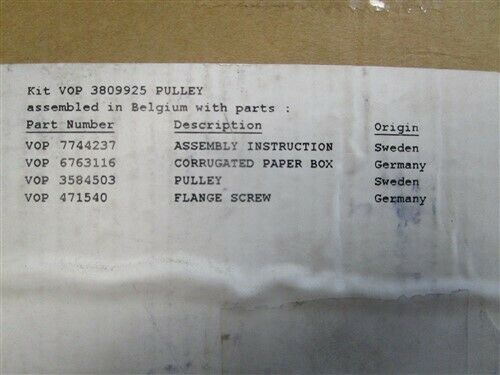 Kit VOP 3809925 PULLEY
assembled in Belgium with parts :
Part Number Description Origin
VOP 7744237 ASSEMBLY INSTRUCTION Sweden
VOP 6763116 CORRUGATED PAPER BOX Germany
VOP 3584503 PULLEY Sweden
VOP 471540 FLANGE SCREW Germany